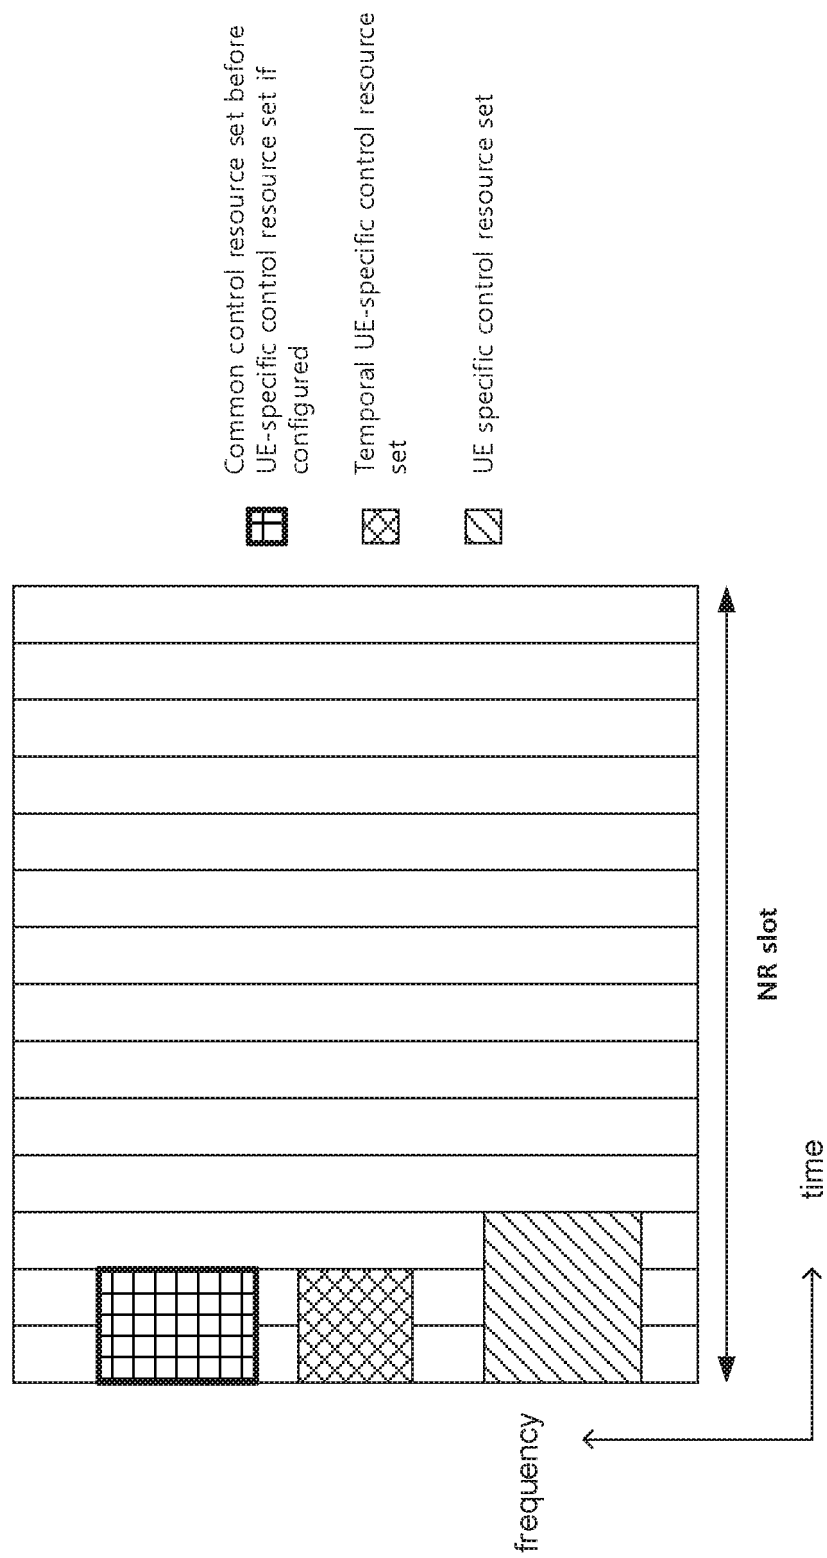 Common control resource set before
UE-specific control resource set if
configured
Temporal UE-specific control resource
set
UE specific control resource set
NR slot
frequency
time